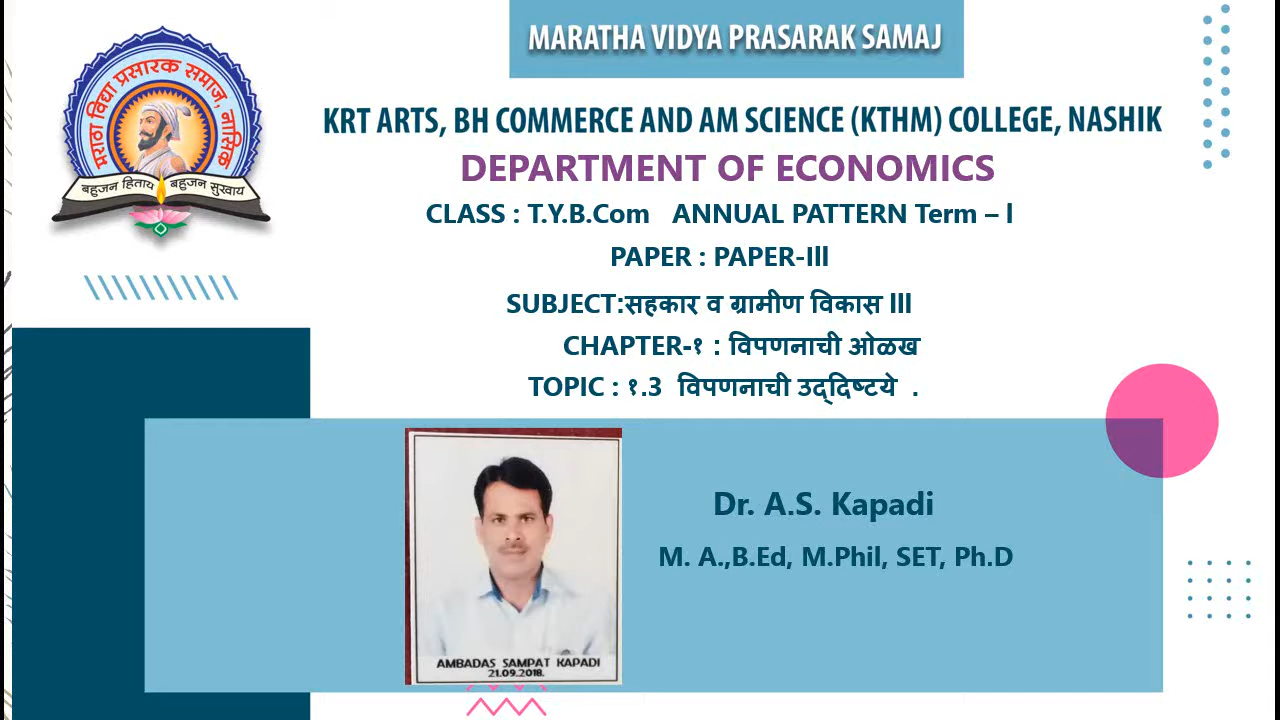 MARATHA VIDYA PRASARAK SAMAJ
मराठा विद्या प्रसारक समाज, नासिक
बहुजन हिताय बहुजन सुखाय
KRT ARTS, BH COMMERCE AND AM SCIENCE (KTHM) COLLEGE, NASHIK
DEPARTMENT OF ECONOMICS
CLASS : T.Y.B.Com ANNUAL PATTERN Term – I
PAPER : PAPER-III
SUBJECT:सहकार व ग्रामीण विकास III
CHAPTER-१ : विपणनाची ओळख
TOPIC : १.3 विपणनाची उद्दिष्टये .
Dr. A.S. Kapadi
M. A.,B.Ed, M.Phil, SET, Ph.D
AMBADAS SAMPAT KAPADI
21.09.2018.